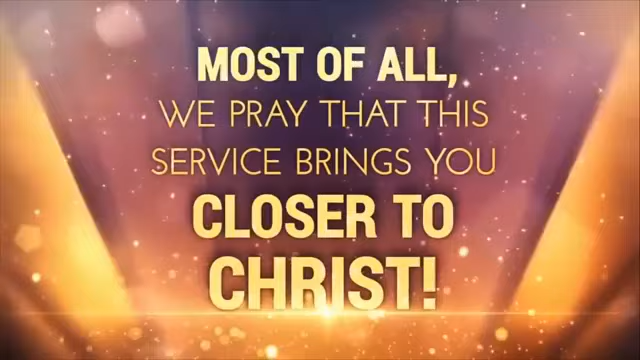 MOST OF ALL,
WE PRAY THAT THIS
SERVICE BRINGS YOU
CLOSER TO
CHRIST!